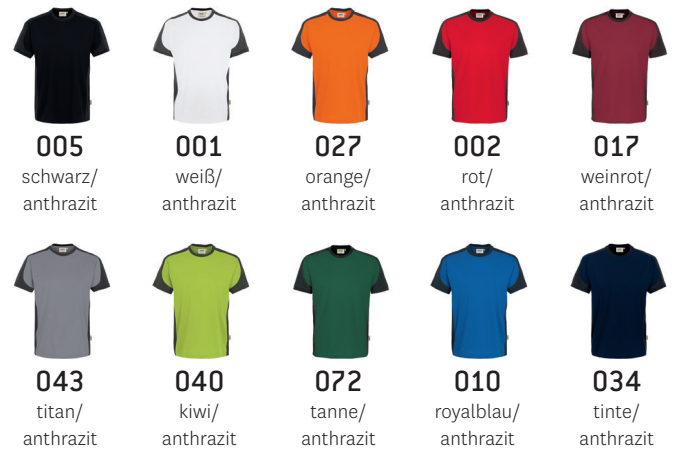 005 001 027 002 017
schwarz/ weiß/ orange/ rot/ weinrot/
anthrazit anthrazit anthrazit anthrazit anthrazit
043 040 072 010 034
titan/ kiwi/ tanne/ royalblau/ tinte/
anthrazit anthrazit anthrazit anthrazit anthrazit